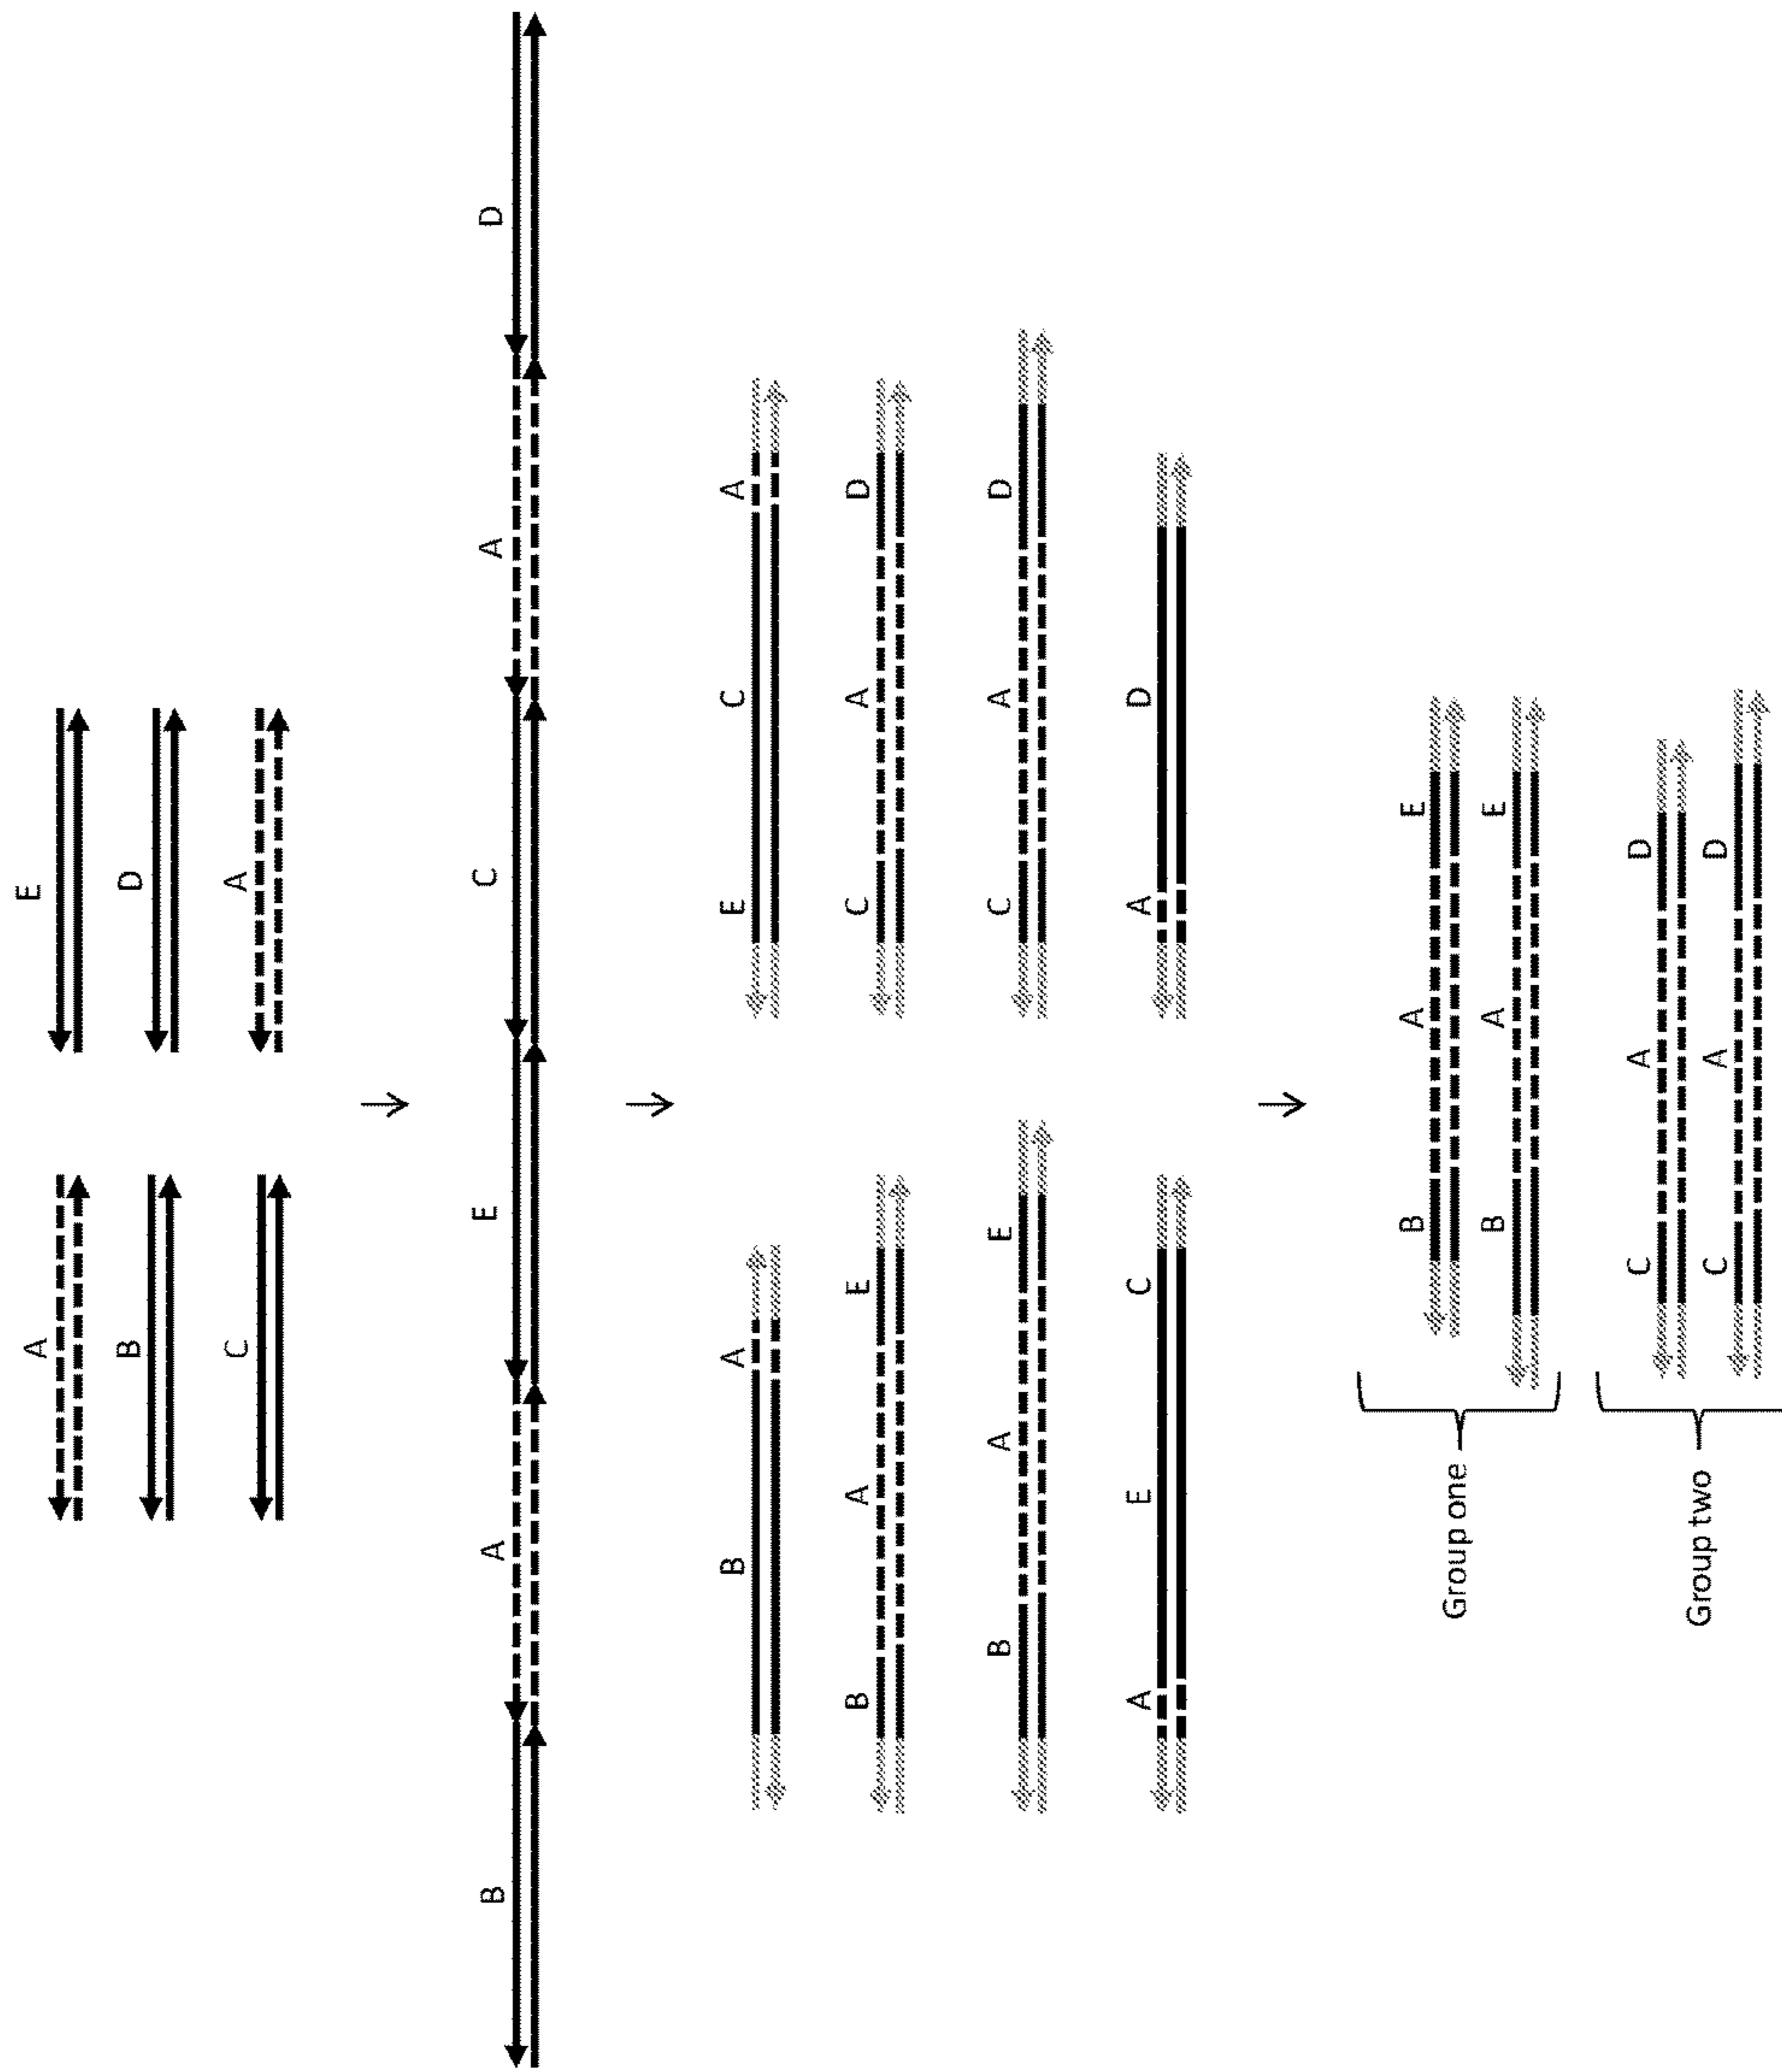 A E
B D
C A
B A E C A D
B A E C A
B A E C A D
B A E C A D
A E C A D
B A E
Group one
B A E
C A D
Group two
C A D